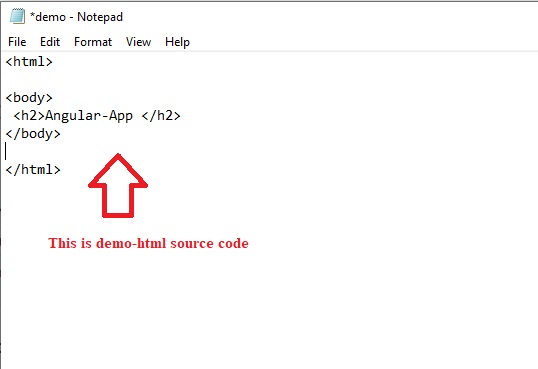 *demo - Notepad
File Edit Format View Help
<html>
<body>
<h2>Angular-App </h2>
</body>
</html>
This is demo-html source code